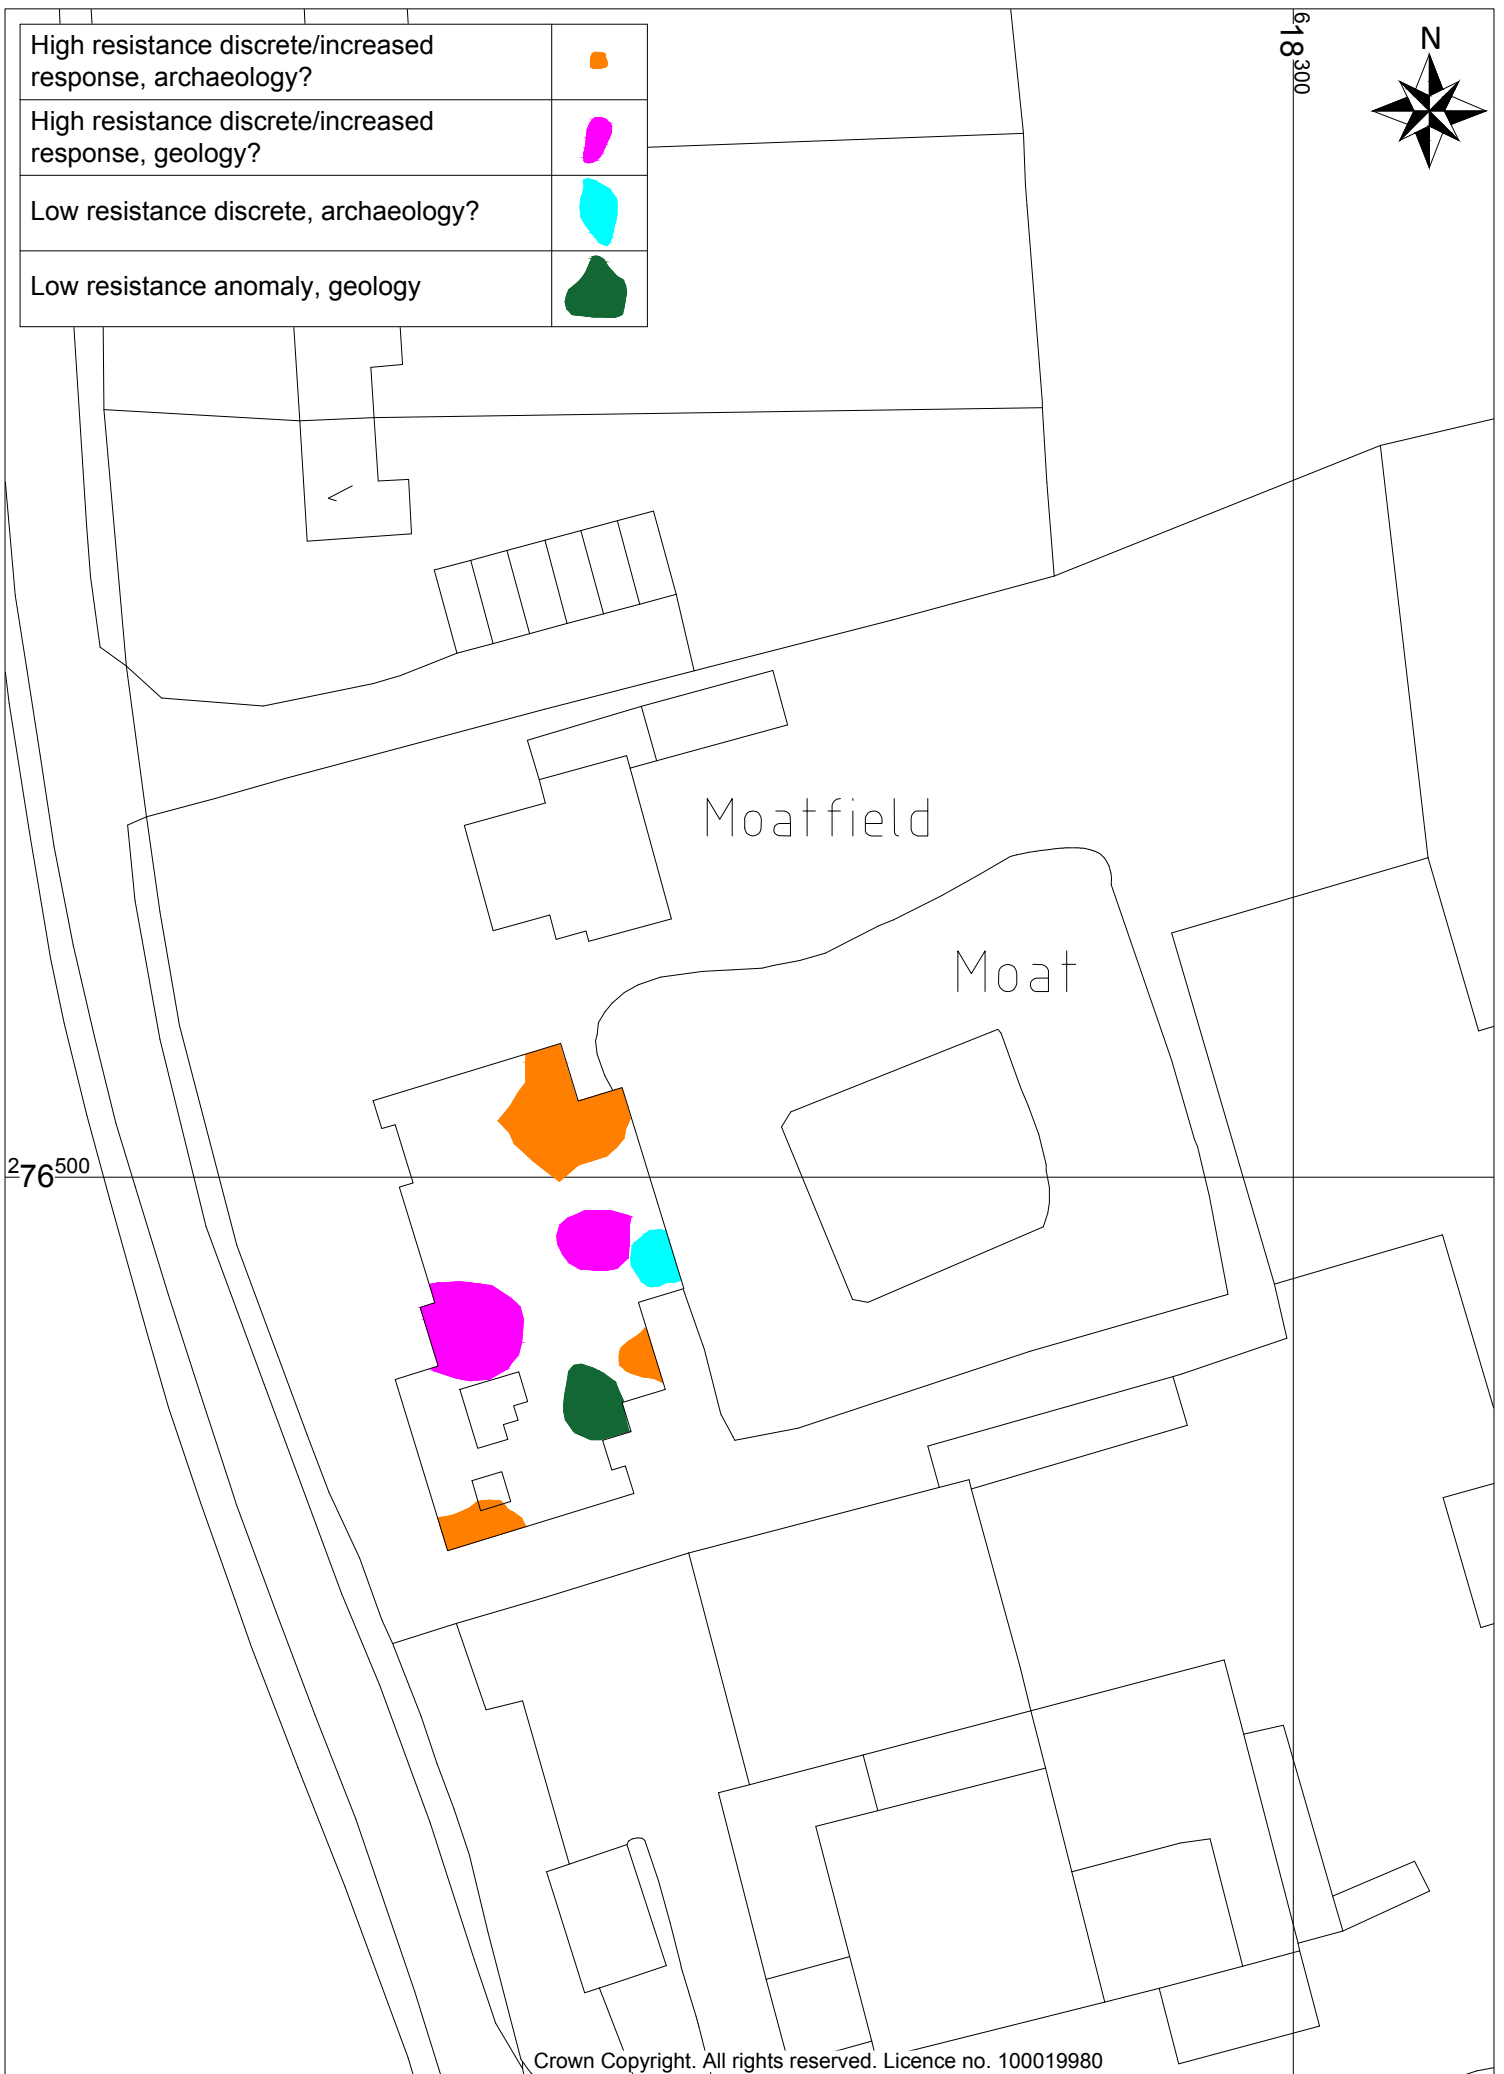 High resistance discrete/increased
response, archaeology?
High resistance discrete/increased
response, geology?
Low resistance discrete, archaeology?
Low resistance anomaly, geology
618300
N
Moatfield
Moat
276500
Crown Copyright. All rights reserved. Licence no. 100019980